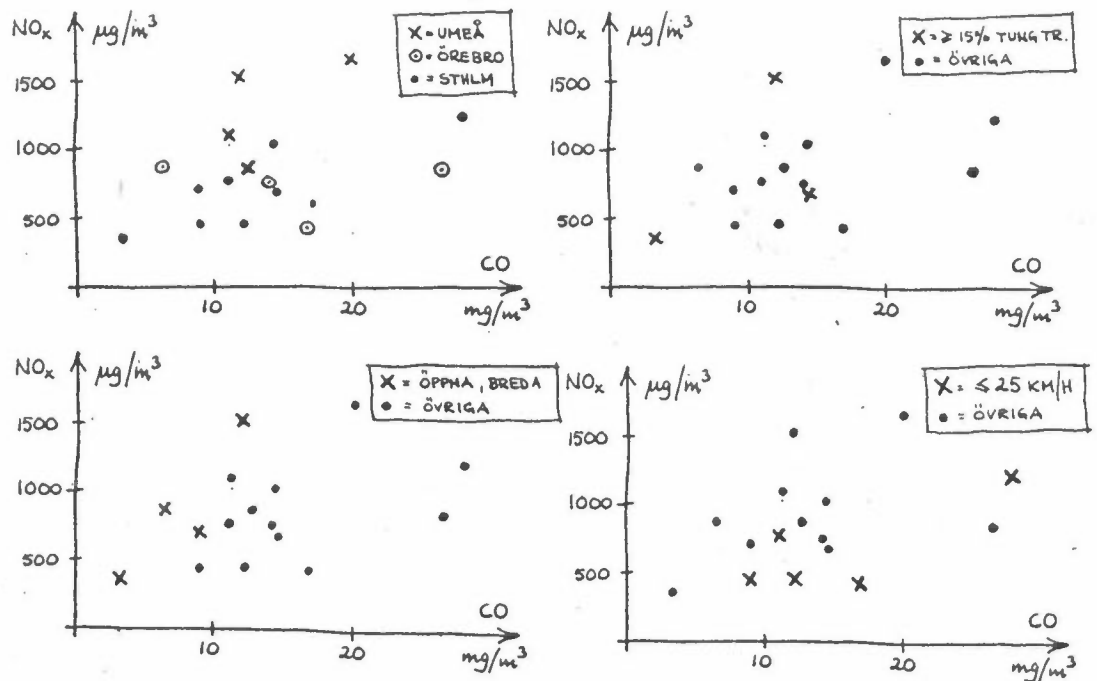 NOx µg/m³
X = UMEÅ
⊙ = ÖREBRO
• = STHLM
1500
1000
500
CO
10 20 mg/m³
NOx µg/m³
X = ≥ 15% TUNG TR.
• = ÖVRIGA
1500
1000
500
CO
10 20 mg/m³
NOx µg/m³
X = ÖPPNA, BREDA
• = ÖVRIGA
1500
1000
500
CO
10 20 mg/m³
NOx µg/m³
X = ≤ 25 KM/H
• = ÖVRIGA
1500
1000
500
CO
10 20 mg/m³